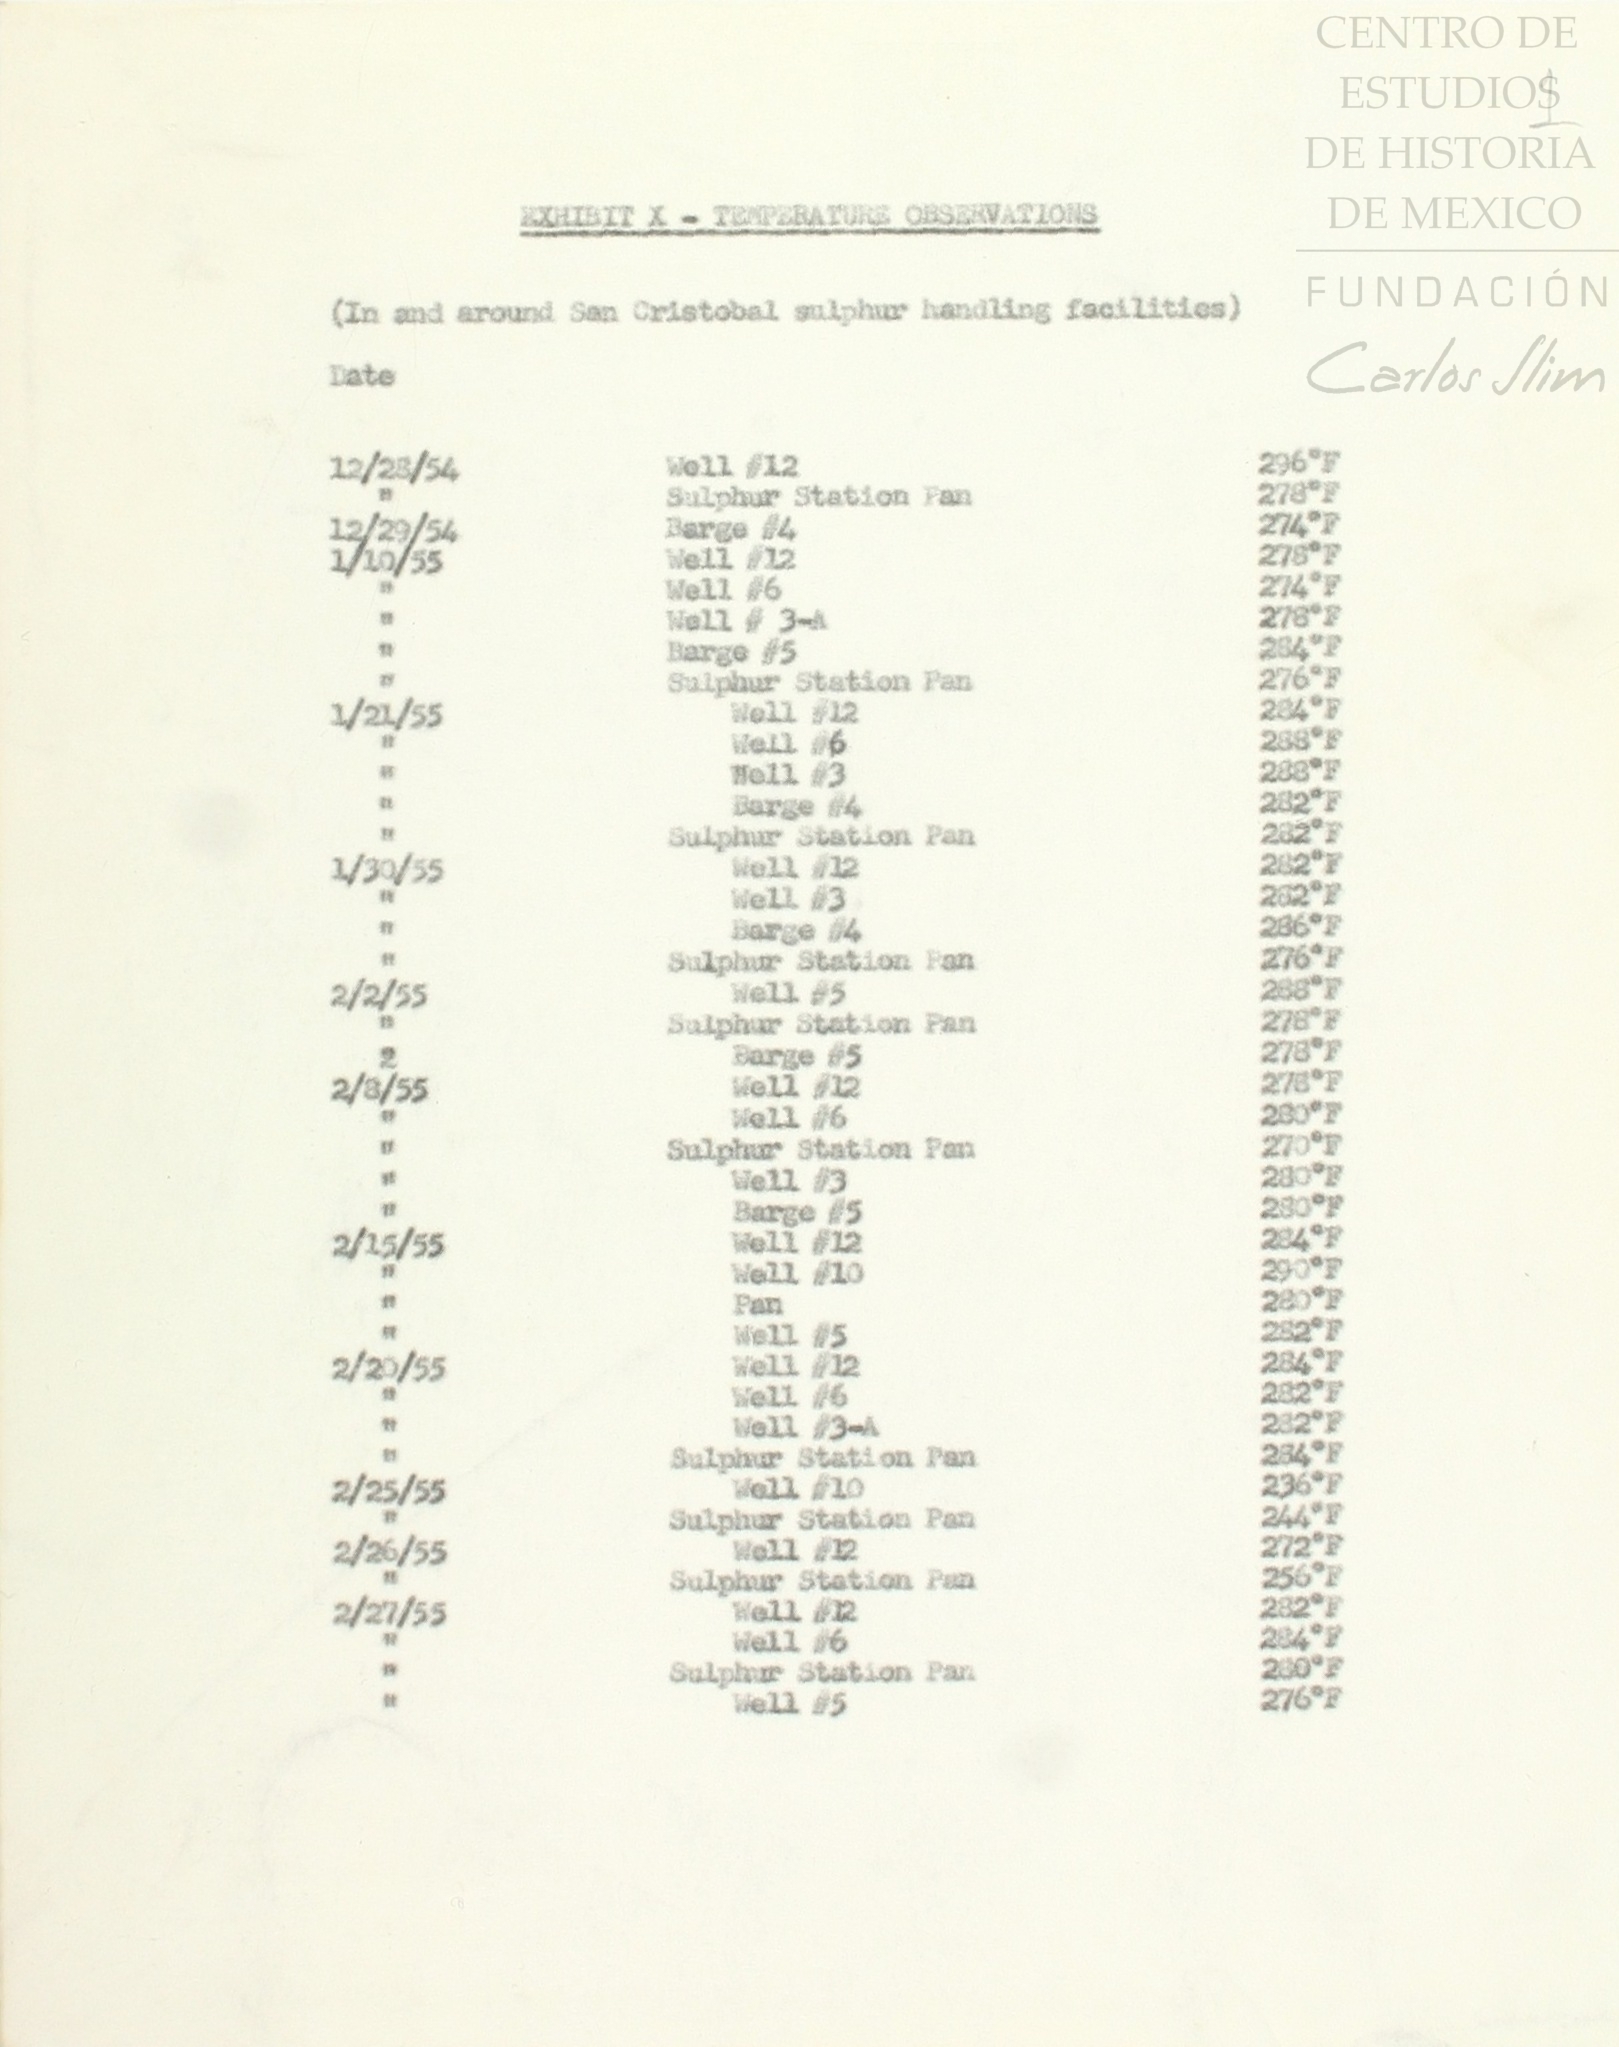 CENTRO DE
ESTUDIOS
1
DE HISTORIA
DE MEXICO
FUNDACIÓN
Carlos Slim
EXHIBIT X - TEMPERATURE OBSERVATIONS
(In and around San Cristobal sulphur handling facilities)
Date
12/28/54 Well #12 296°F
" Sulphur Station Pan 278°F
12/29/54 Barge #4 274°F
1/10/55 Well #12 278°F
" Well #6 274°F
" Well # 3-A 278°F
" Barge #5 284°F
" Sulphur Station Pan 276°F
1/21/55 Well #12 284°F
" Well #6 288°F
" Well #3 288°F
" Barge #4 282°F
" Sulphur Station Pan 282°F
1/30/55 Well #12 282°F
" Well #3 282°F
" Barge #4 286°F
" Sulphur Station Pan 276°F
2/2/55 Well #5 288°F
" Sulphur Station Pan 278°F
2 Barge #5 278°F
2/8/55 Well #12 278°F
" Well #6 280°F
" Sulphur Station Pan 270°F
" Well #3 280°F
" Barge #5 280°F
2/15/55 Well #12 284°F
" Well #10 290°F
" Pan 280°F
" Well #5 282°F
2/20/55 Well #12 284°F
" Well #6 282°F
" Well #3-A 282°F
" Sulphur Station Pan 284°F
2/25/55 Well #10 236°F
" Sulphur Station Pan 244°F
2/26/55 Well #12 272°F
" Sulphur Station Pan 256°F
2/27/55 Well #12 282°F
" Well #6 284°F
" Sulphur Station Pan 280°F
" Well #5 276°F